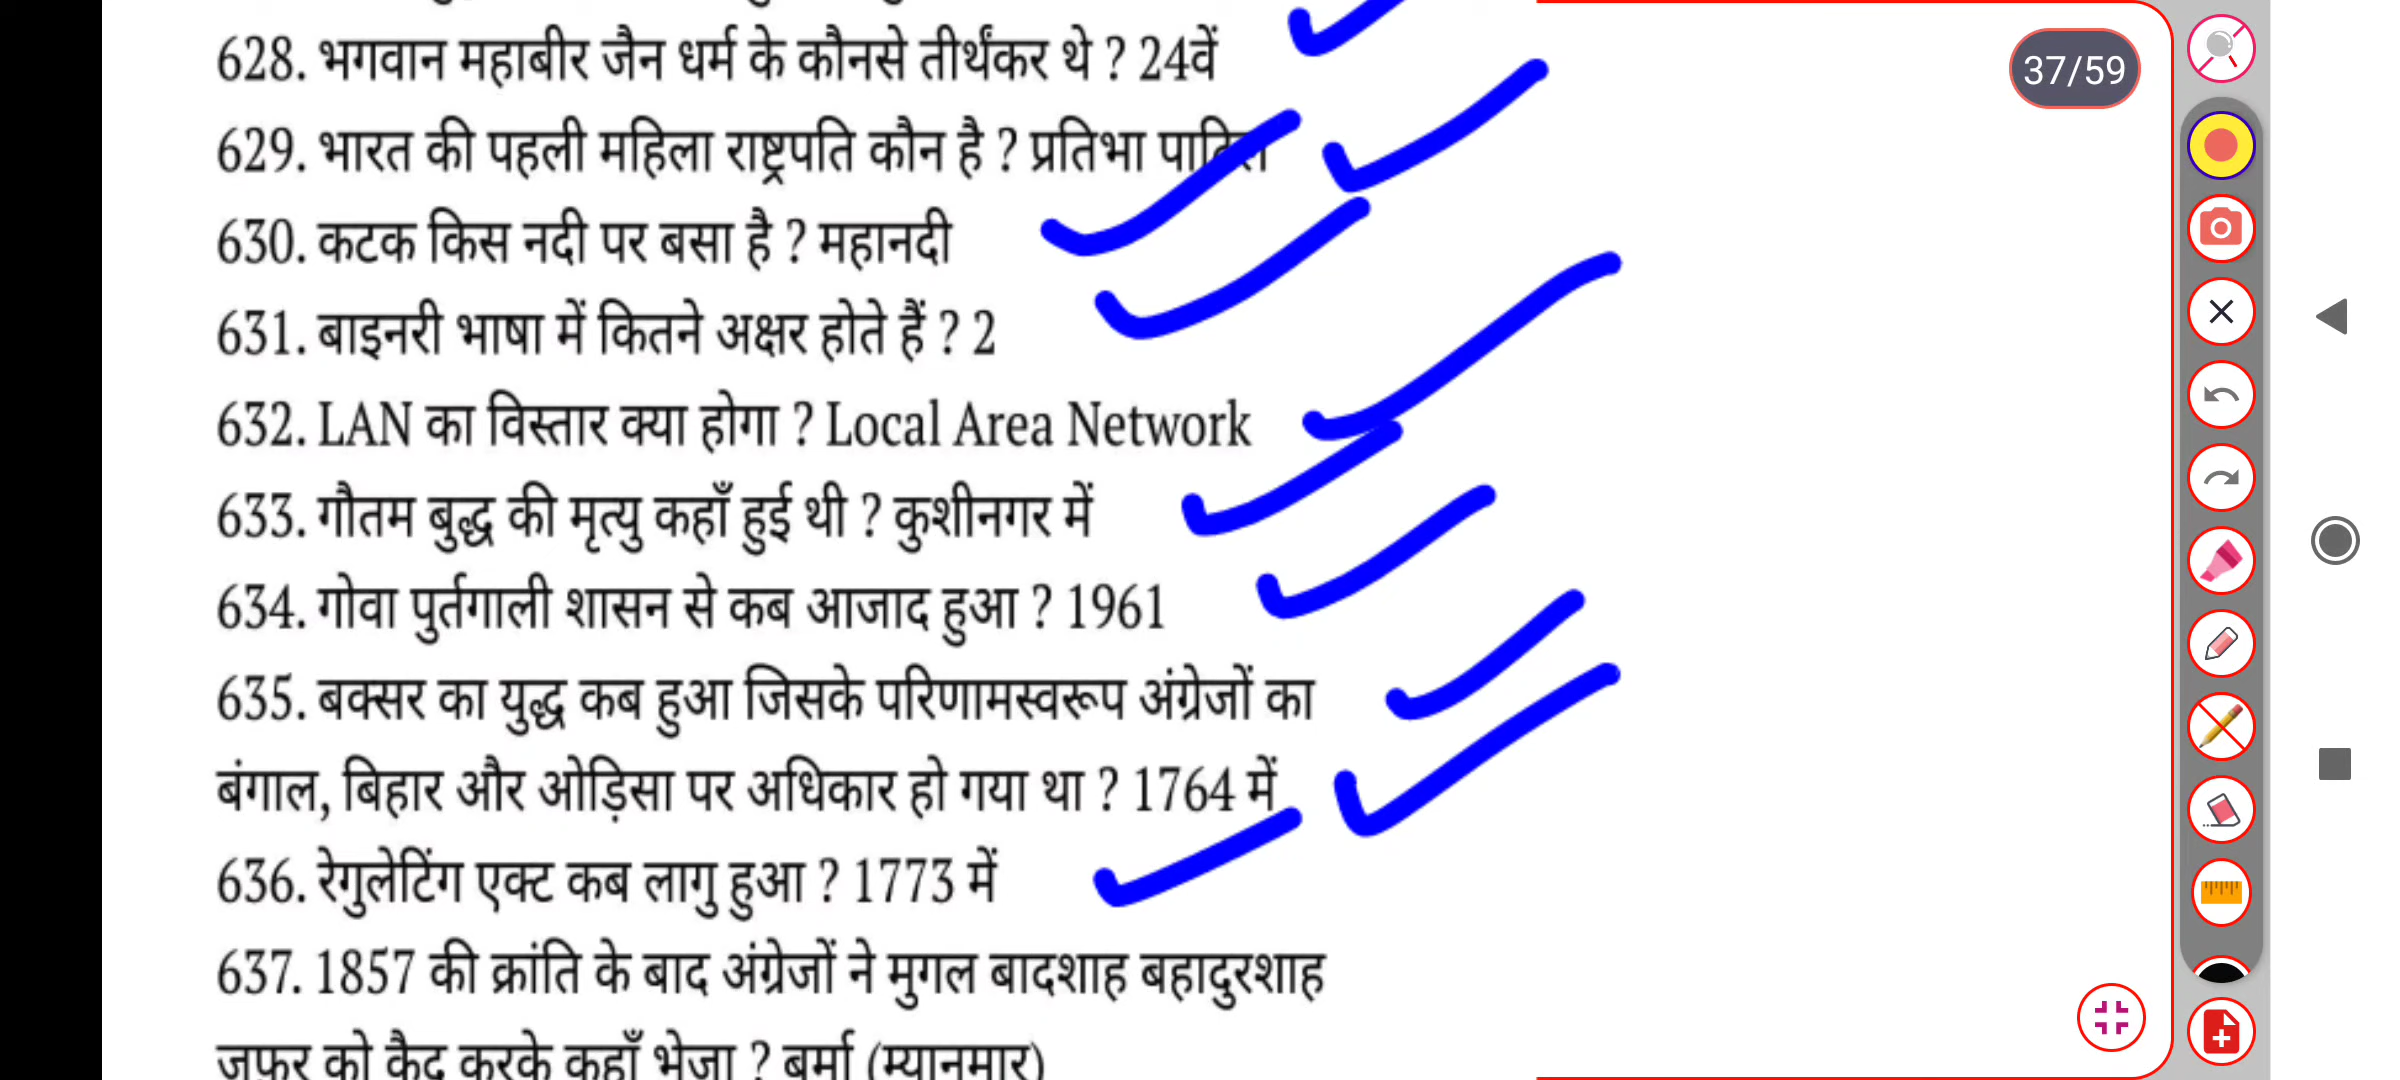 628. भगवान महाबीर जैन धर्म के कौनसे तीर्थंकर थे ? 24वें
37/59
629. भारत की पहली महिला राष्ट्रपति कौन है ? प्रतिभा पाटिल
630. कटक किस नदी पर बसा है ? महानदी
631. बाइनरी भाषा में कितने अक्षर होते हैं ? 2
632. LAN का विस्तार क्या होगा ? Local Area Network
633. गौतम बुद्ध की मृत्यु कहाँ हुई थी ? कुशीनगर में
634. गोवा पुर्तगाली शासन से कब आजाद हुआ ? 1961
635. बक्सर का युद्ध कब हुआ जिसके परिणामस्वरूप अंग्रेजों का
बंगाल, बिहार और ओड़िसा पर अधिकार हो गया था ? 1764 में
636. रेगुलेटिंग एक्ट कब लागु हुआ ? 1773 में
637. 1857 की क्रांति के बाद अंग्रेजों ने मुगल बादशाह बहादुरशाह
जफर को कैद करके कहाँ भेजा ? बर्मा (म्यानमार)